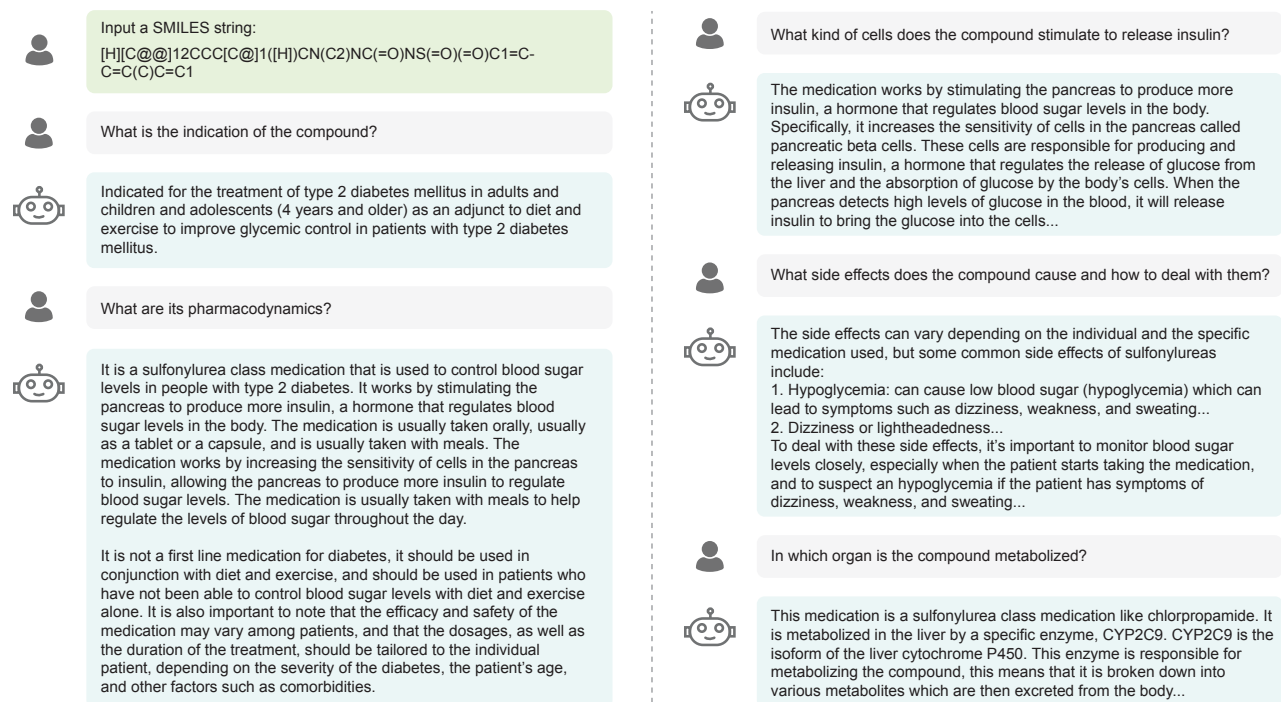 Input a SMILES string:
[H][C@@]12CCC[C@]1([H])CN(C2)NC(=O)NS(=O)(=O)C1=C-
C=C(C)C=C1
What is the indication of the compound?
Indicated for the treatment of type 2 diabetes mellitus in adults and
children and adolescents (4 years and older) as an adjunct to diet and
exercise to improve glycemic control in patients with type 2 diabetes
mellitus.
What are its pharmacodynamics?
It is a sulfonylurea class medication that is used to control blood sugar
levels in people with type 2 diabetes. It works by stimulating the
pancreas to produce more insulin, a hormone that regulates blood
sugar levels in the body. The medication is usually taken orally, usually
as a tablet or a capsule, and is usually taken with meals. The
medication works by increasing the sensitivity of cells in the pancreas
to insulin, allowing the pancreas to produce more insulin to regulate
blood sugar levels. The medication is usually taken with meals to help
regulate the levels of blood sugar throughout the day.
It is not a first line medication for diabetes, it should be used in
conjunction with diet and exercise, and should be used in patients who
have not been able to control blood sugar levels with diet and exercise
alone. It is also important to note that the efficacy and safety of the
medication may vary among patients, and that the dosages, as well as
the duration of the treatment, should be tailored to the individual
patient, depending on the severity of the diabetes, the patient's age,
and other factors such as comorbidities.
What kind of cells does the compound stimulate to release insulin?
The medication works by stimulating the pancreas to produce more
insulin, a hormone that regulates blood sugar levels in the body.
Specifically, it increases the sensitivity of cells in the pancreas called
pancreatic beta cells. These cells are responsible for producing and
releasing insulin, a hormone that regulates the release of glucose from
the liver and the absorption of glucose by the body's cells. When the
pancreas detects high levels of glucose in the blood, it will release
insulin to bring the glucose into the cells...
What side effects does the compound cause and how to deal with them?
The side effects can vary depending on the individual and the specific
medication used, but some common side effects of sulfonylureas
include:
1. Hypoglycemia: can cause low blood sugar (hypoglycemia) which can
lead to symptoms such as dizziness, weakness, and sweating...
2. Dizziness or lightheadedness...
To deal with these side effects, it's important to monitor blood sugar
levels closely, especially when the patient starts taking the medication,
and to suspect an hypoglycemia if the patient has symptoms of
dizziness, weakness, and sweating...
In which organ is the compound metabolized?
This medication is a sulfonylurea class medication like chlorpropamide. It
is metabolized in the liver by a specific enzyme, CYP2C9. CYP2C9 is the
isoform of the liver cytochrome P450. This enzyme is responsible for
metabolizing the compound, this means that it is broken down into
various metabolites which are then excreted from the body...